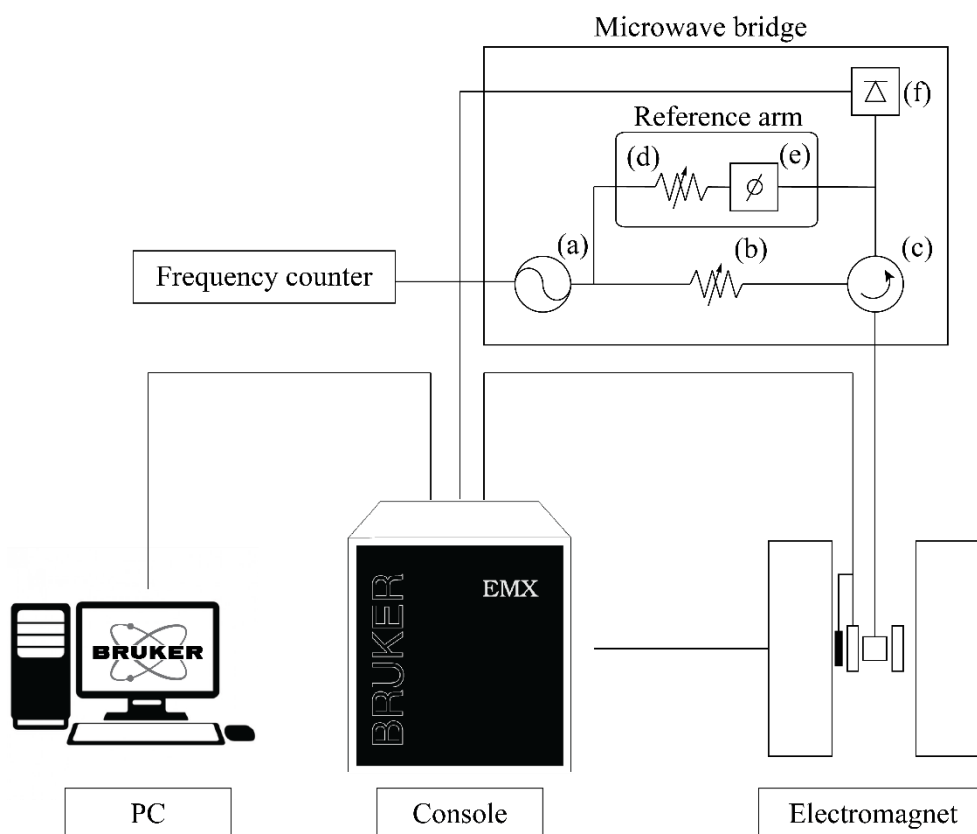 Microwave bridge
(f)
Reference arm
(d)
(e)
ϕ
(a)
(b)
(c)
Frequency counter
BRUKER
BRUKER
EMX
PC
Console
Electromagnet